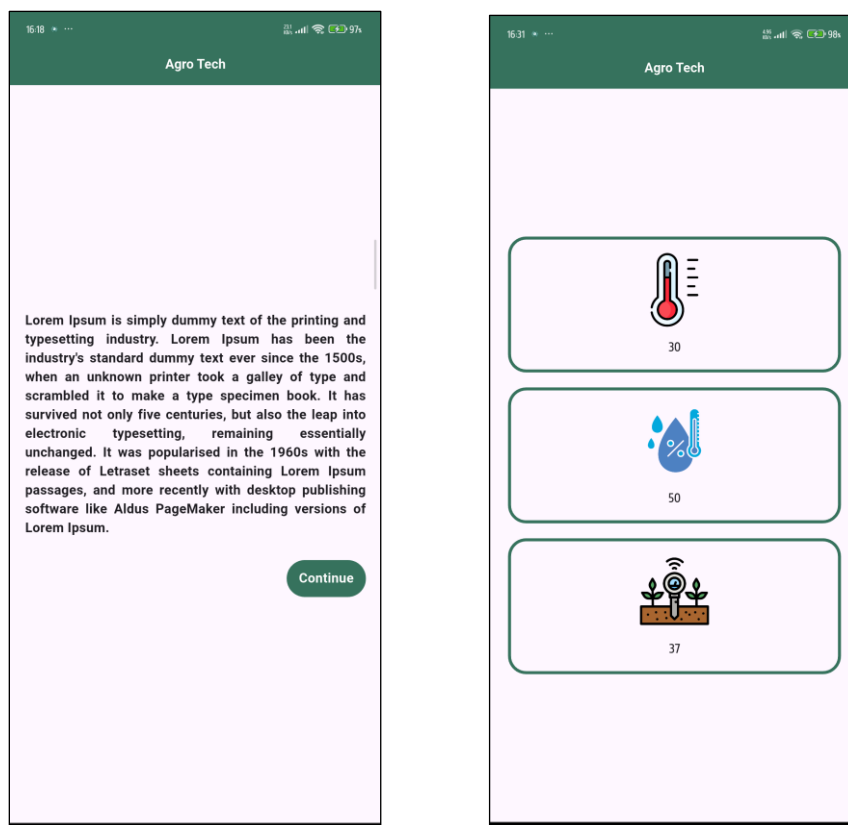 16:18
97%
Agro Tech
Lorem Ipsum is simply dummy text of the printing and
typesetting industry. Lorem Ipsum has been the
industry's standard dummy text ever since the 1500s,
when an unknown printer took a galley of type and
scrambled it to make a type specimen book. It has
survived not only five centuries, but also the leap into
electronic typesetting, remaining essentially
unchanged. It was popularised in the 1960s with the
release of Letraset sheets containing Lorem Ipsum
passages, and more recently with desktop publishing
software like Aldus PageMaker including versions of
Lorem Ipsum.
Continue
16:31
98%
Agro Tech
30
%
50
37